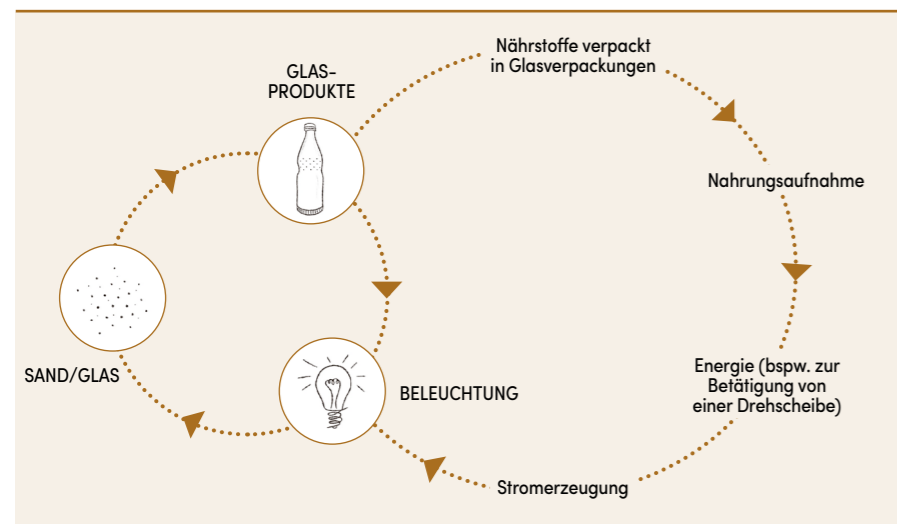 GLAS-
PRODUKTE
Nährstoffe verpackt
in Glasverpackungen
Nahrungsaufnahme
Energie (bspw. zur
Betätigung von
einer Drehscheibe)
Stromerzeugung
BELEUCHTUNG
SAND/GLAS